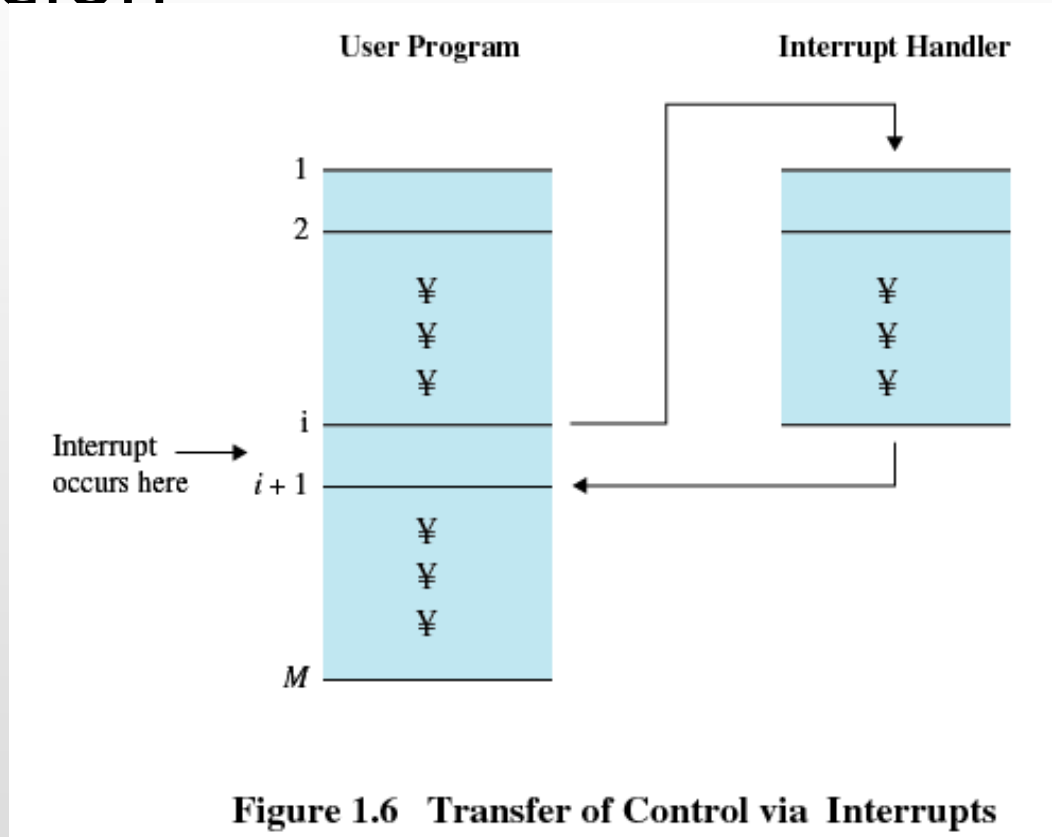 User Program
Interrupt Handler
1
2
¥
¥
¥
¥
¥
¥
i
Interrupt
occurs here
i + 1
¥
¥
¥
M
Figure 1.6 Transfer of Control via Interrupts